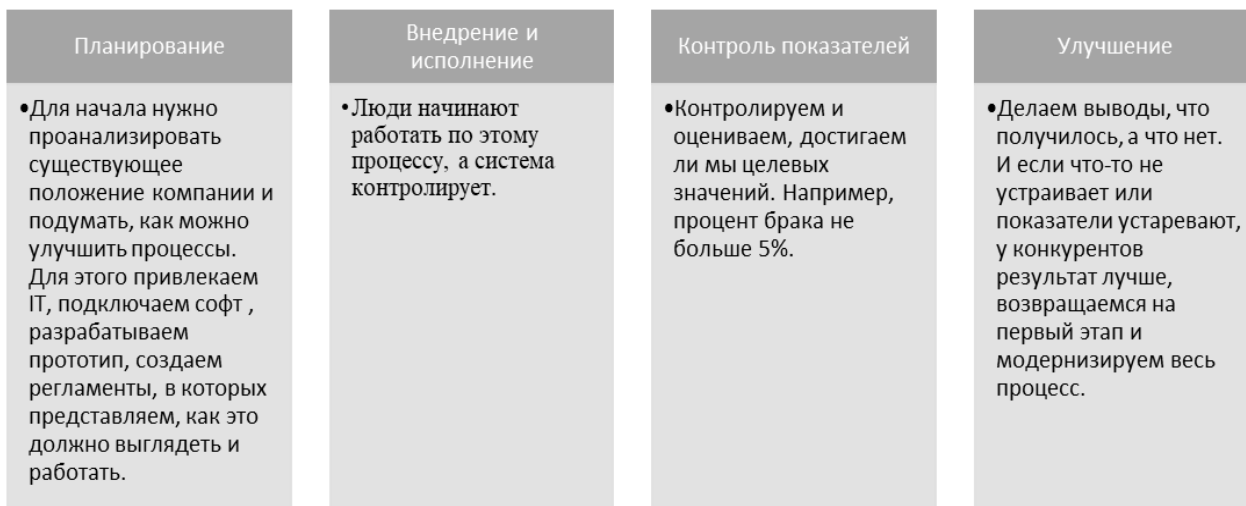 Планирование
•Для начала нужно
проанализировать
существующее
положение компании и
подумать, как можно
улучшить процессы.
Для этого привлекаем
IT, подключаем софт ,
разрабатываем
прототип, создаем
регламенты, в которых
представляем, как это
должно выглядеть и
работать.
Внедрение и
исполнение
•Люди начинают
работать по этому
процессу, а система
контролирует.
Контроль показателей
•Контролируем и
оцениваем, достигаем
ли мы целевых
значений. Например,
процент брака не
больше 5%.
Улучшение
•Делаем выводы, что
получилось, а что нет.
И если что-то не
устраивает или
показатели устаревают,
у конкурентов
результат лучше,
возвращаемся на
первый этап и
модернизируем весь
процесс.